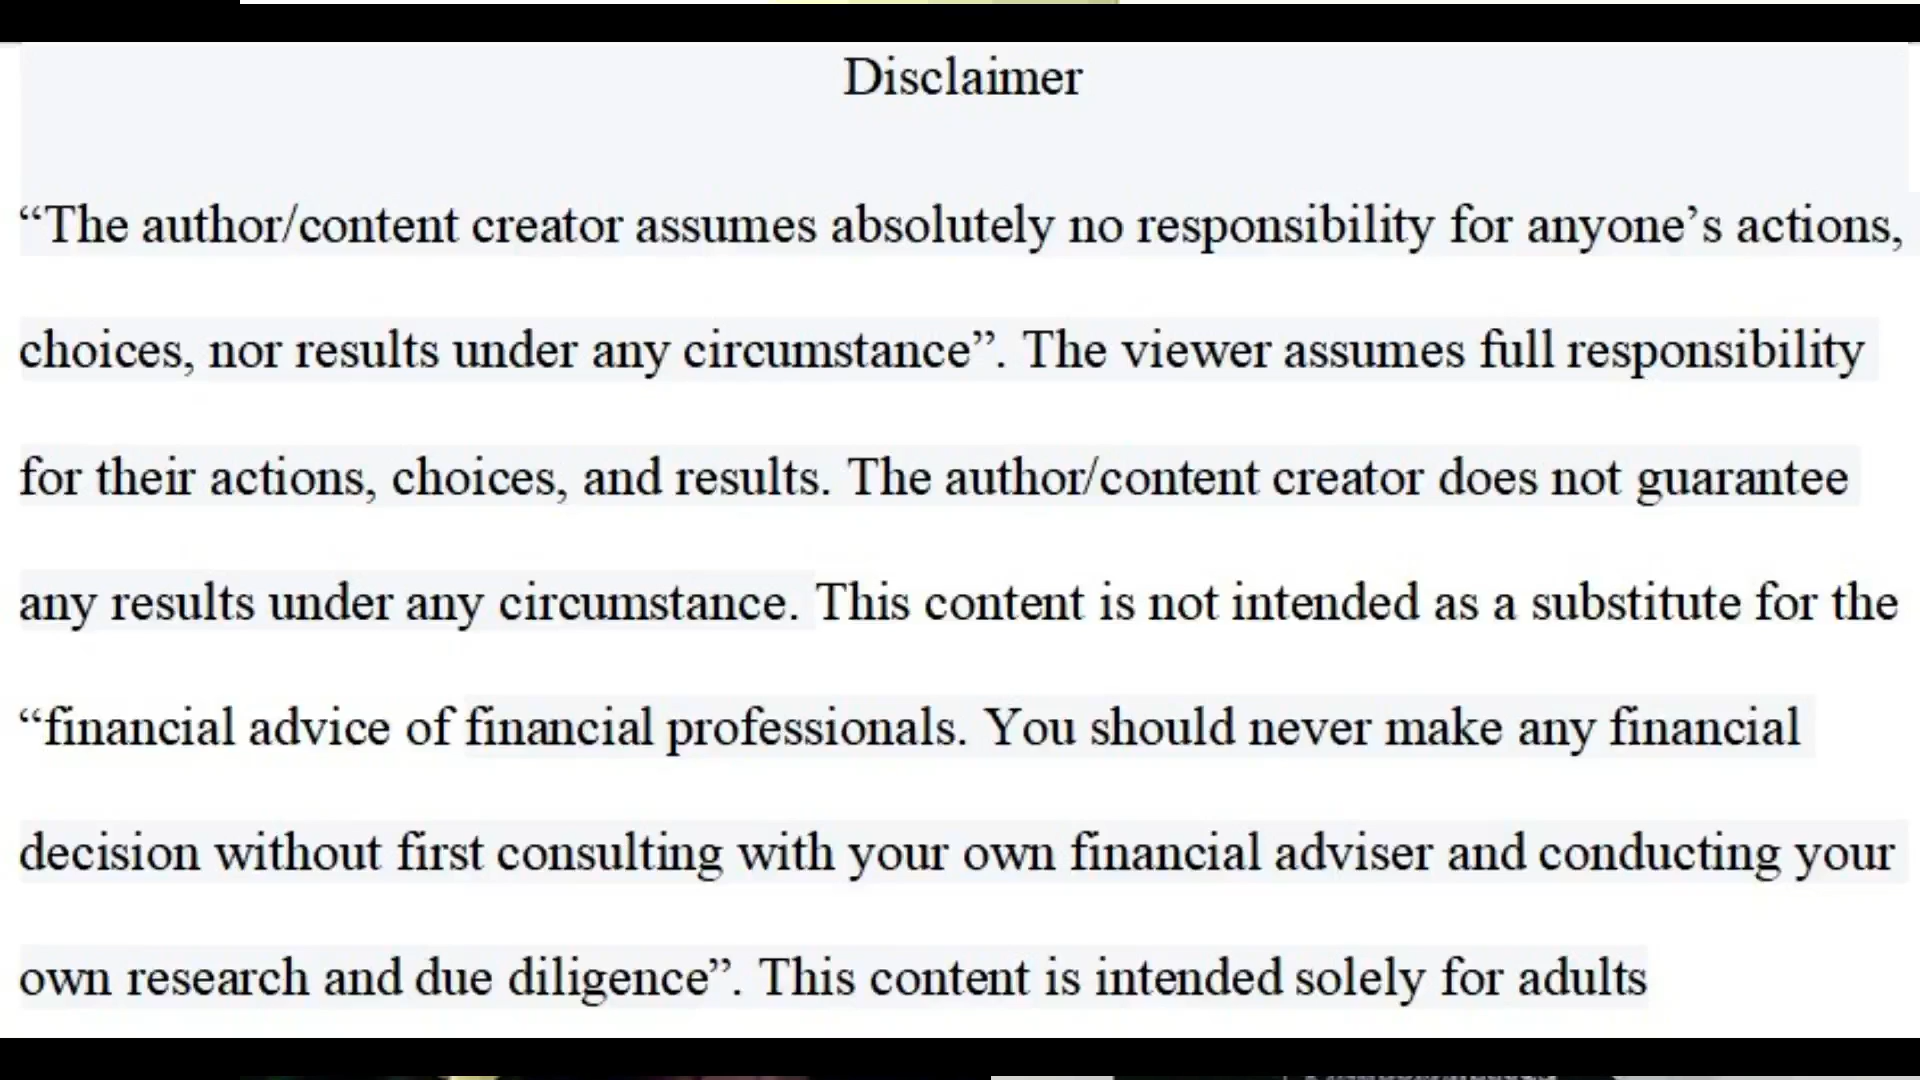 Disclaimer
“The author/content creator assumes absolutely no responsibility for anyone’s actions,
choices, nor results under any circumstance”. The viewer assumes full responsibility
for their actions, choices, and results. The author/content creator does not guarantee
any results under any circumstance. This content is not intended as a substitute for the
“financial advice of financial professionals. You should never make any financial
decision without first consulting with your own financial adviser and conducting your
own research and due diligence”. This content is intended solely for adults